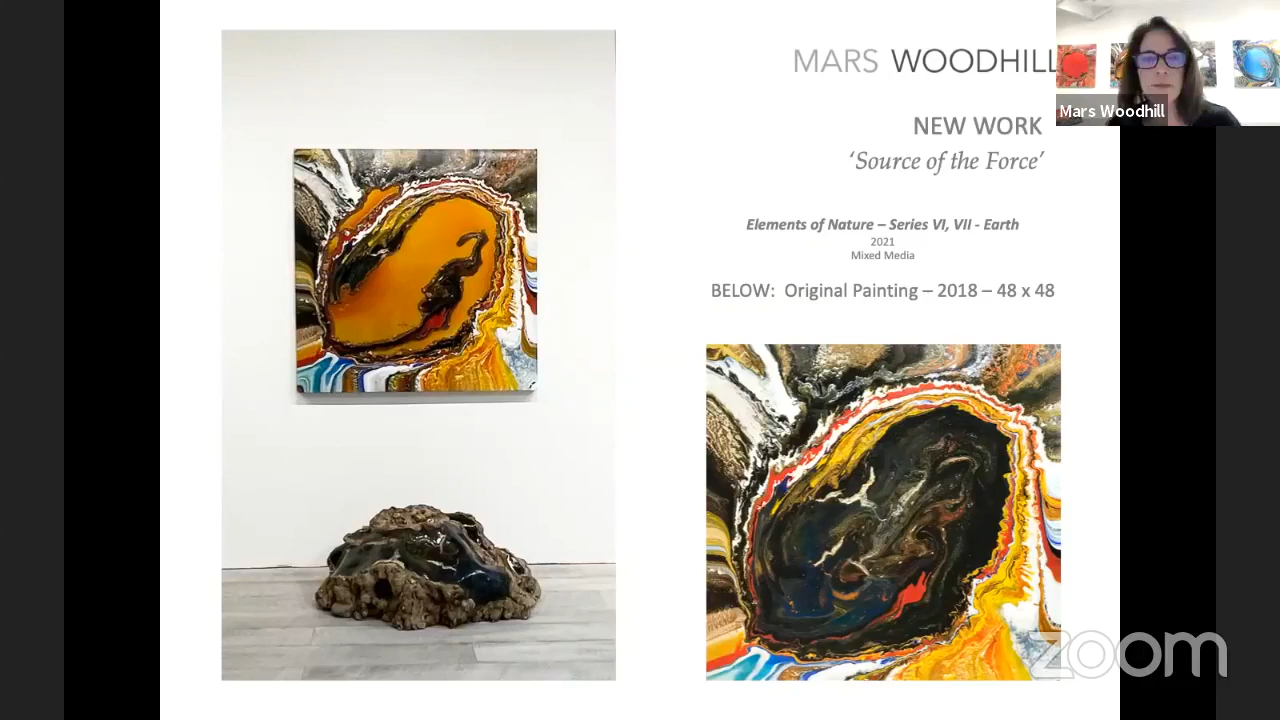 MARS WOODHILL
Mars Woodhill
NEW WORK
‘Source of the Force’
Elements of Nature – Series VI, VII - Earth
2021
Mixed Media
BELOW: Original Painting – 2018 – 48 x 48
zoom